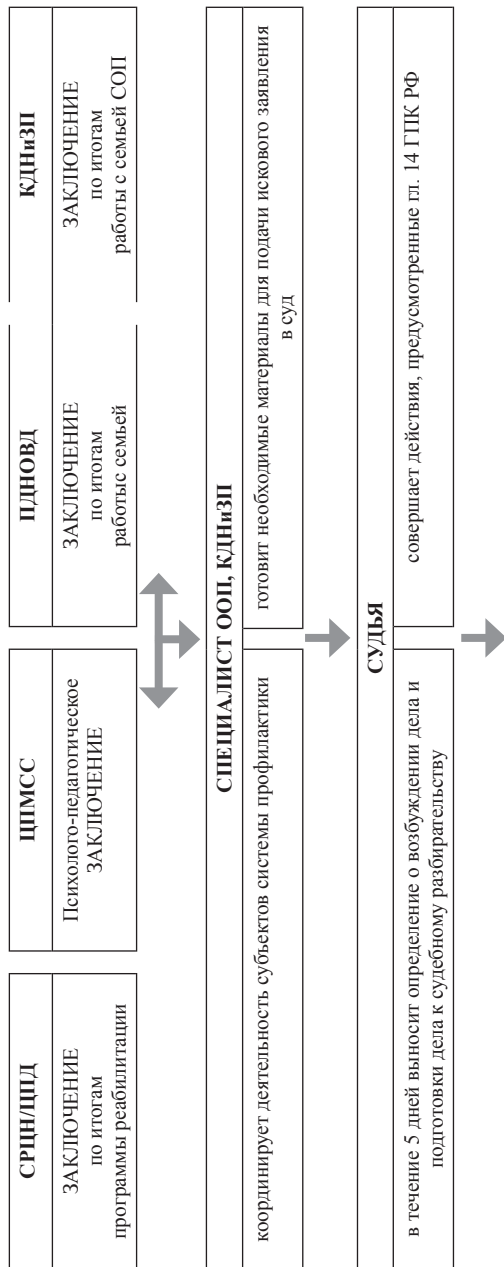 СРЦН/ЦПД
ЗАКЛЮЧЕНИЕ
по итогам
программы реабилитации
ЦПМСС
Психолого-педагогическое
ЗАКЛЮЧЕНИЕ
ПДНОВД
ЗАКЛЮЧЕНИЕ
по итогам
работыс семьей
КДНиЗП
ЗАКЛЮЧЕНИЕ
по итогам
работы с семьей СОП
СПЕЦИАЛИСТ ООП, КДНиЗП
координирует деятельность субъектов системы профилактики
готовит необходимые материалы для подачи искового заявления
в суд
СУДЬЯ
в течение 5 дней выносит определение о возбуждении дела и
подготовки дела к судебному разбирательству
совершает действия, предусмотренные гл. 14 ГПК РФ